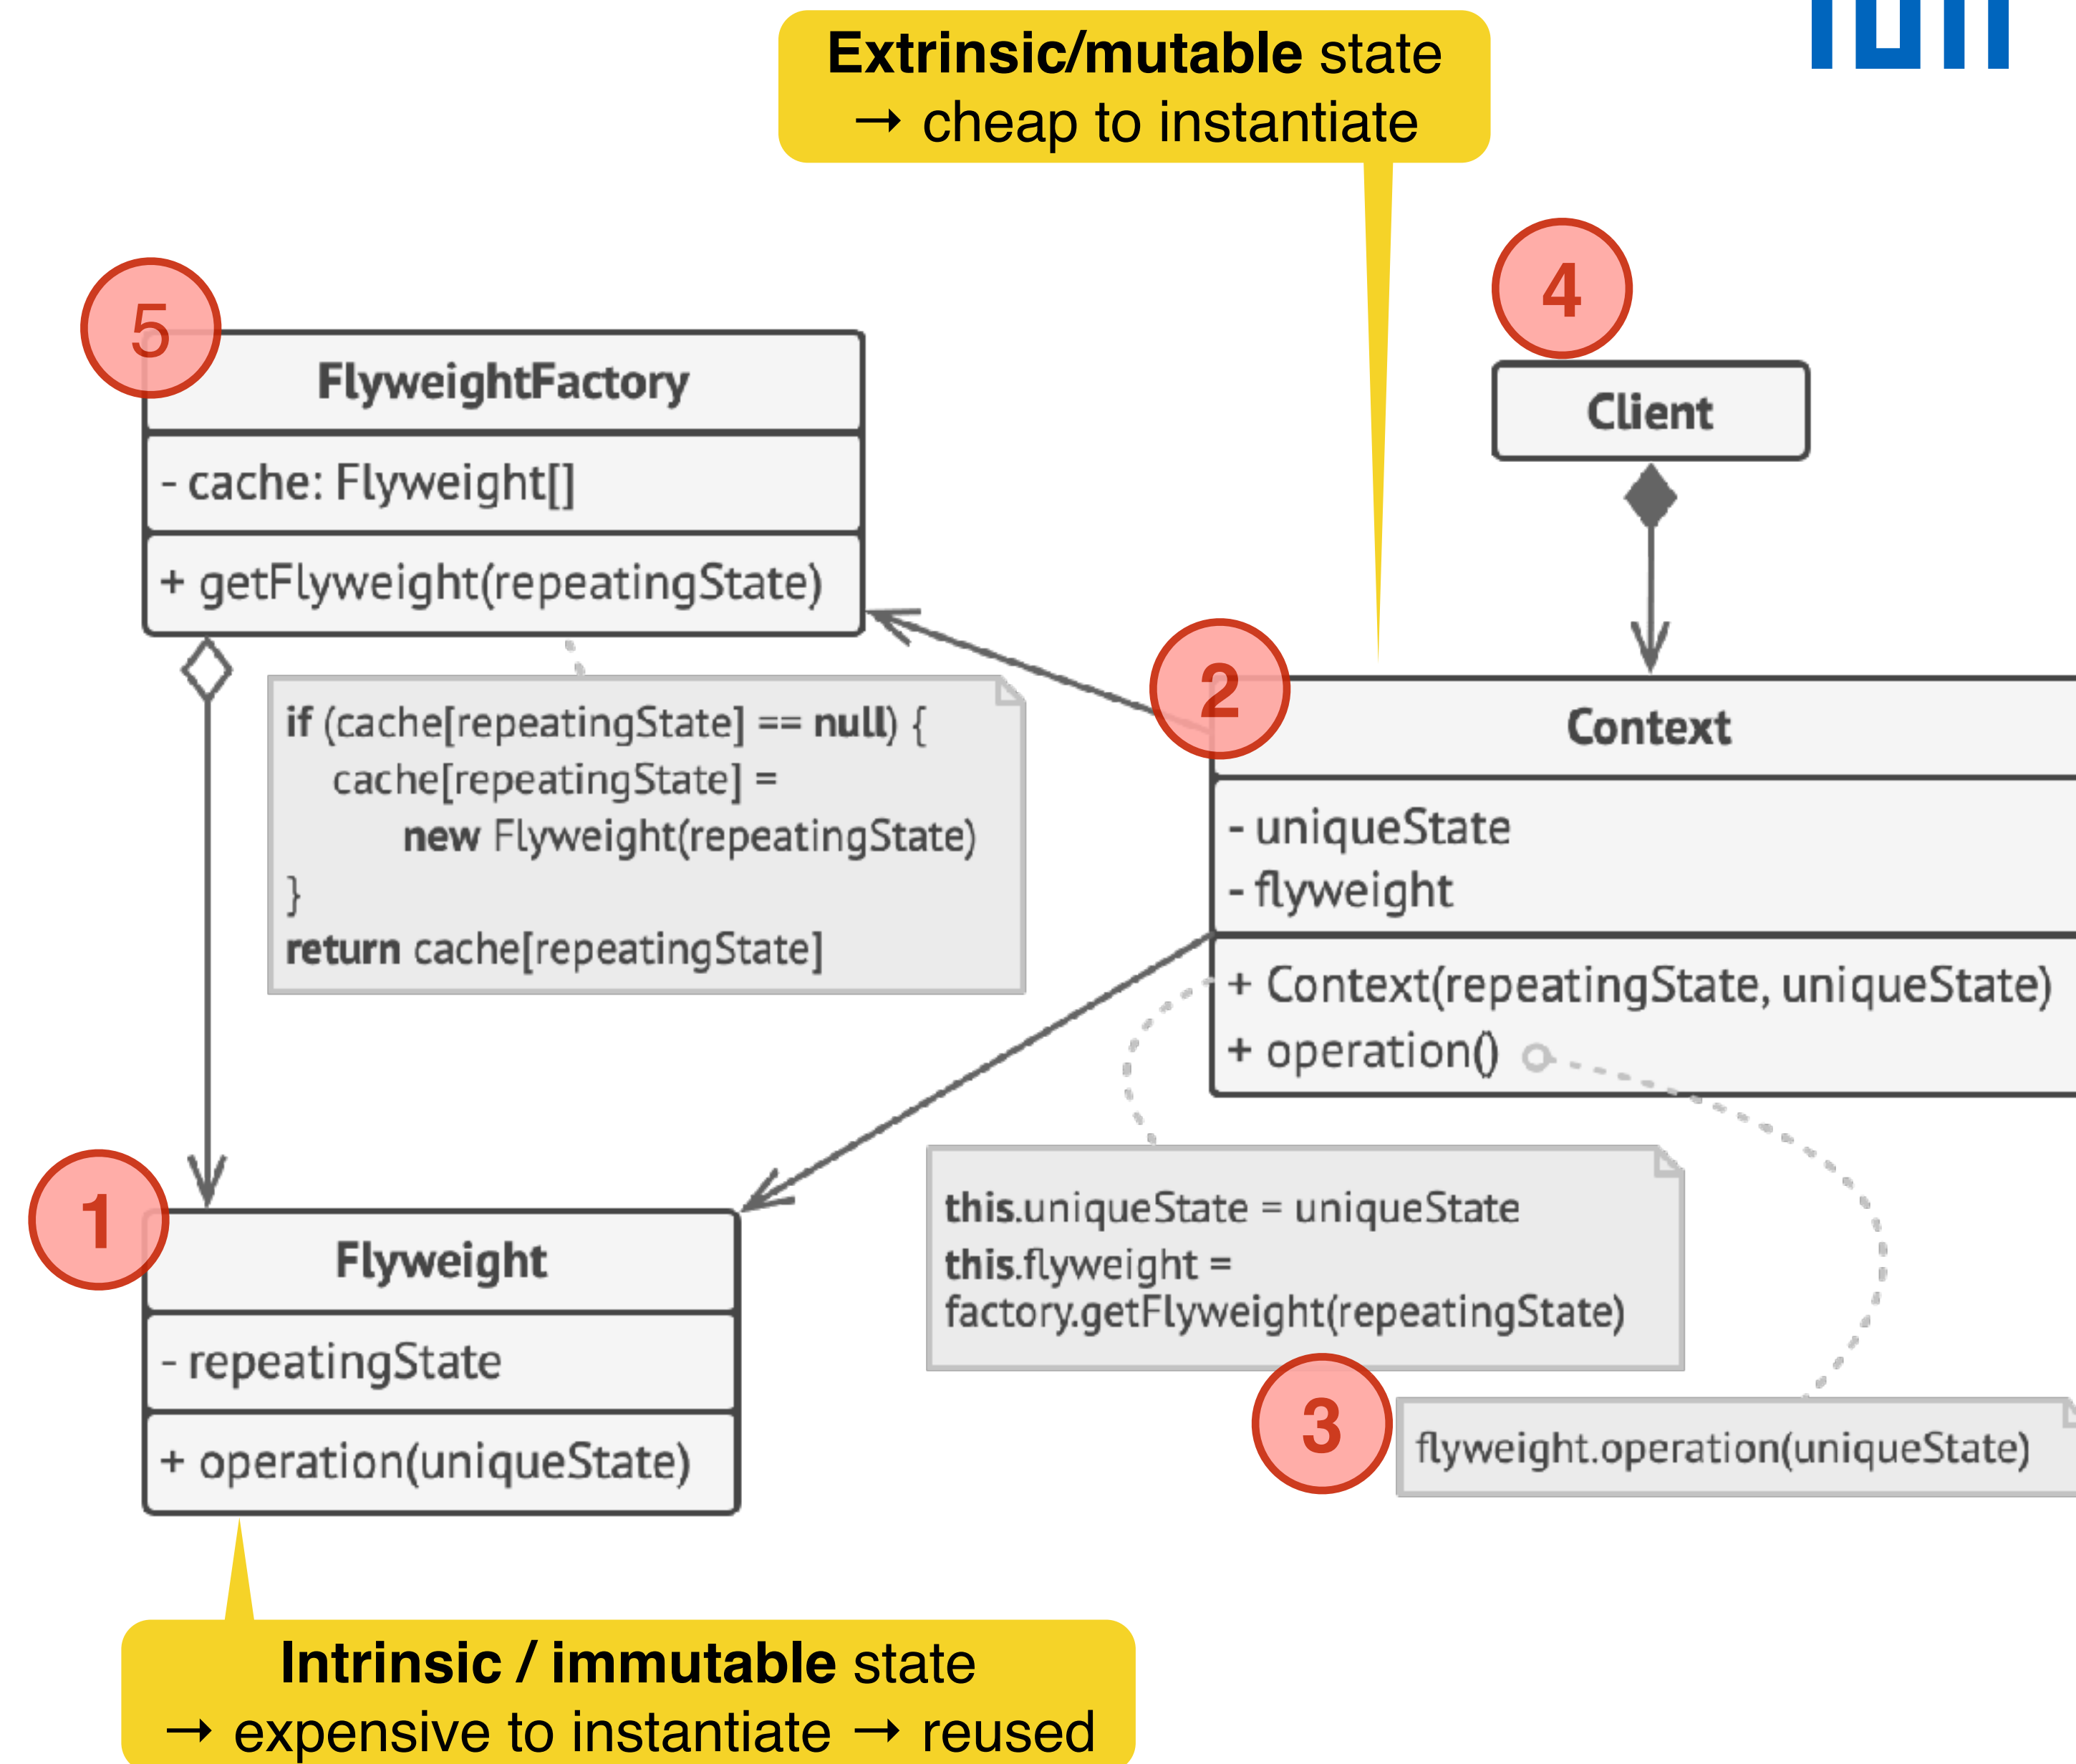 Extrinsic/mutable state
→ cheap to instantiate
4
5
FlyweightFactory
Client
- cache: Flyweight[]
+ getFlyweight(repeatingState)
2
Context
if (cache[repeatingState] == null) {
cache[repeatingState] =
new Flyweight(repeatingState)
}
return cache[repeatingState]
- uniqueState
- flyweight
+ Context(repeatingState, uniqueState)
+ operation()
1
Flyweight
- repeatingState
+ operation(uniqueState)
this.uniqueState = uniqueState
this.flyweight =
factory.getFlyweight(repeatingState)
3
flyweight.operation(uniqueState)
Intrinsic / immutable state
→ expensive to instantiate → reused